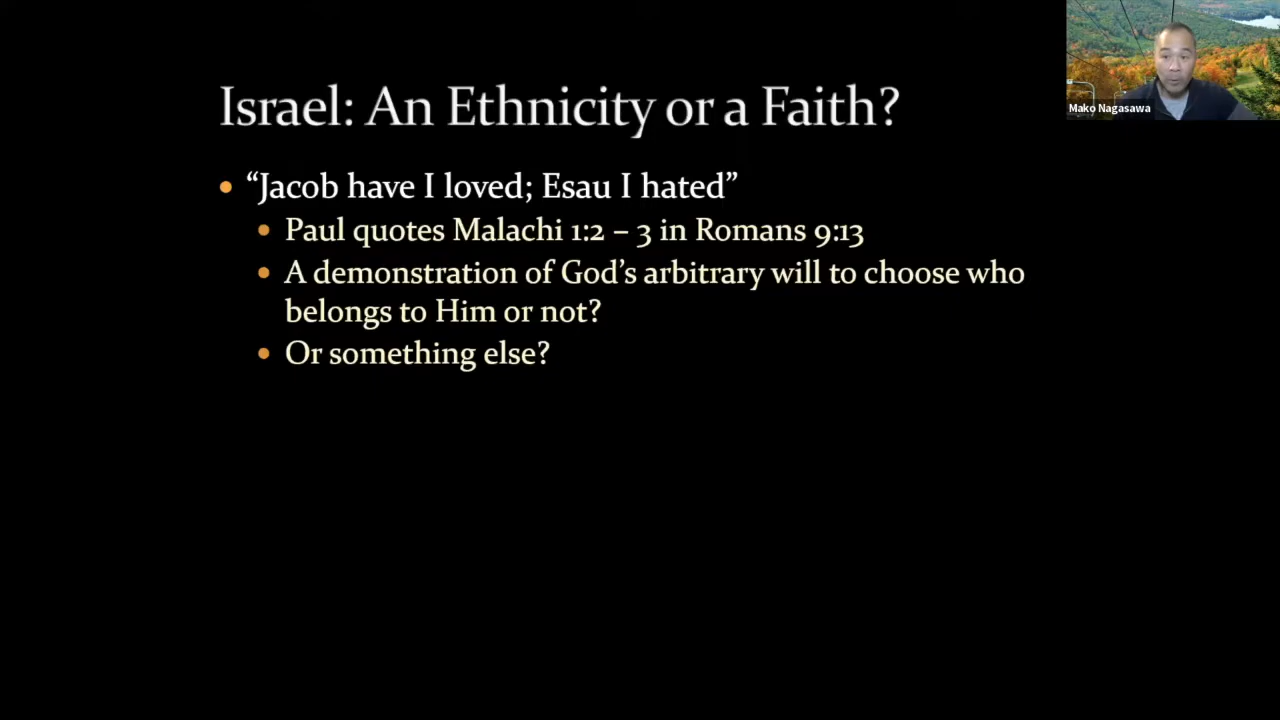 Israel: An Ethnicity or a Faith?
Mako Nagasawa
• “Jacob have I loved; Esau I hated”
• Paul quotes Malachi 1:2 – 3 in Romans 9:13
• A demonstration of God’s arbitrary will to choose who
belongs to Him or not?
• Or something else?